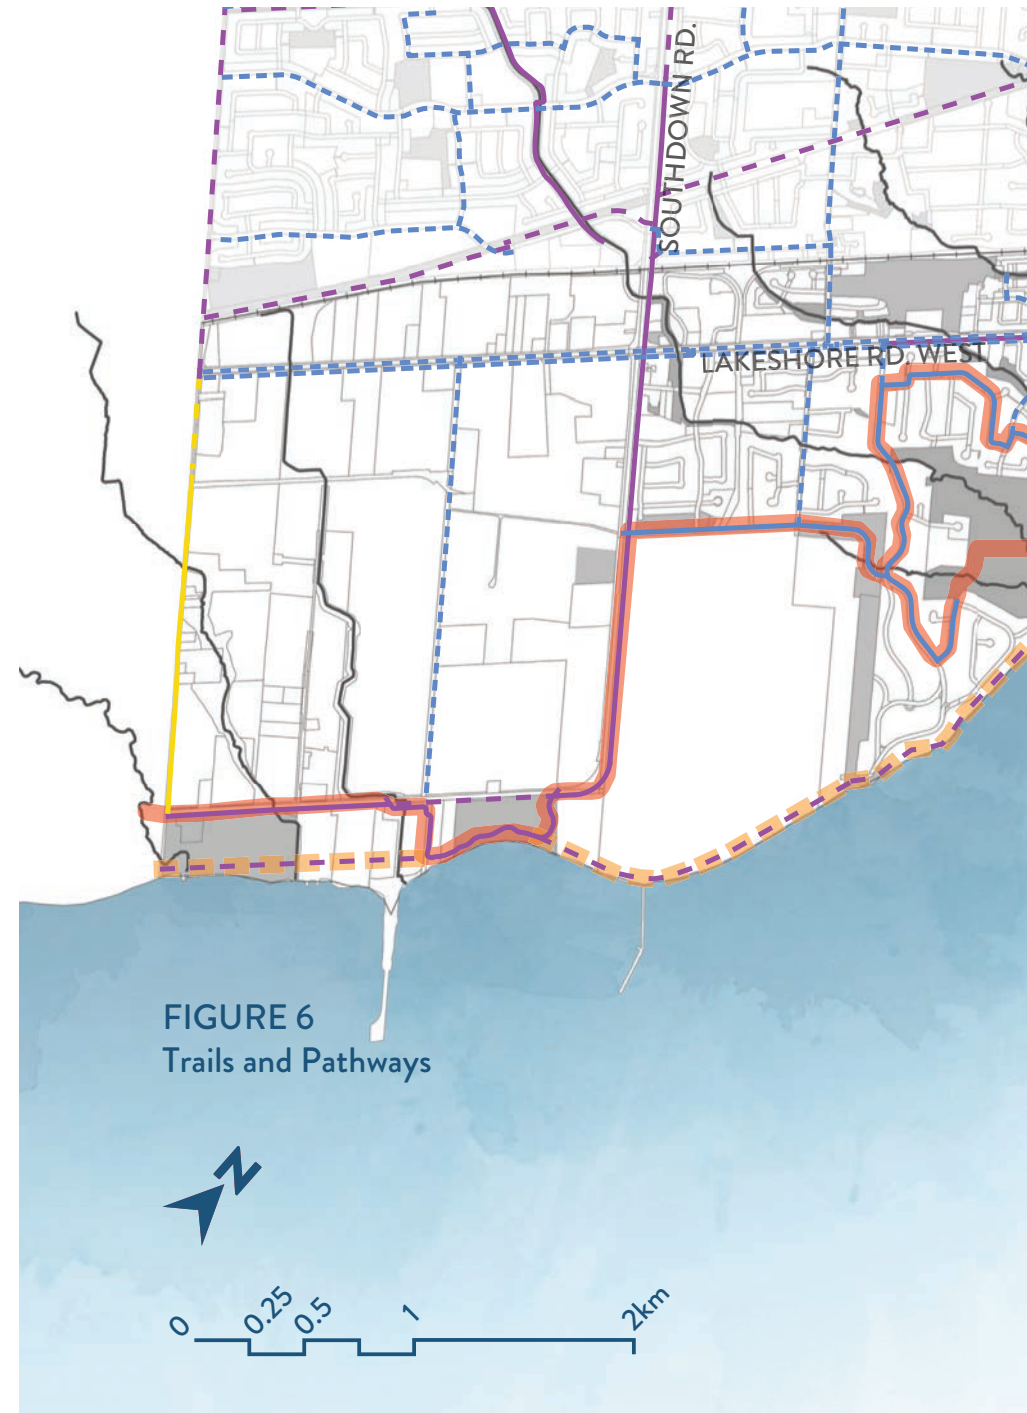 SOUTHDOWN RD.
LAKESHORE RD. WEST
FIGURE 6
Trails and Pathways
N
0 0.25 0.5 1 2km